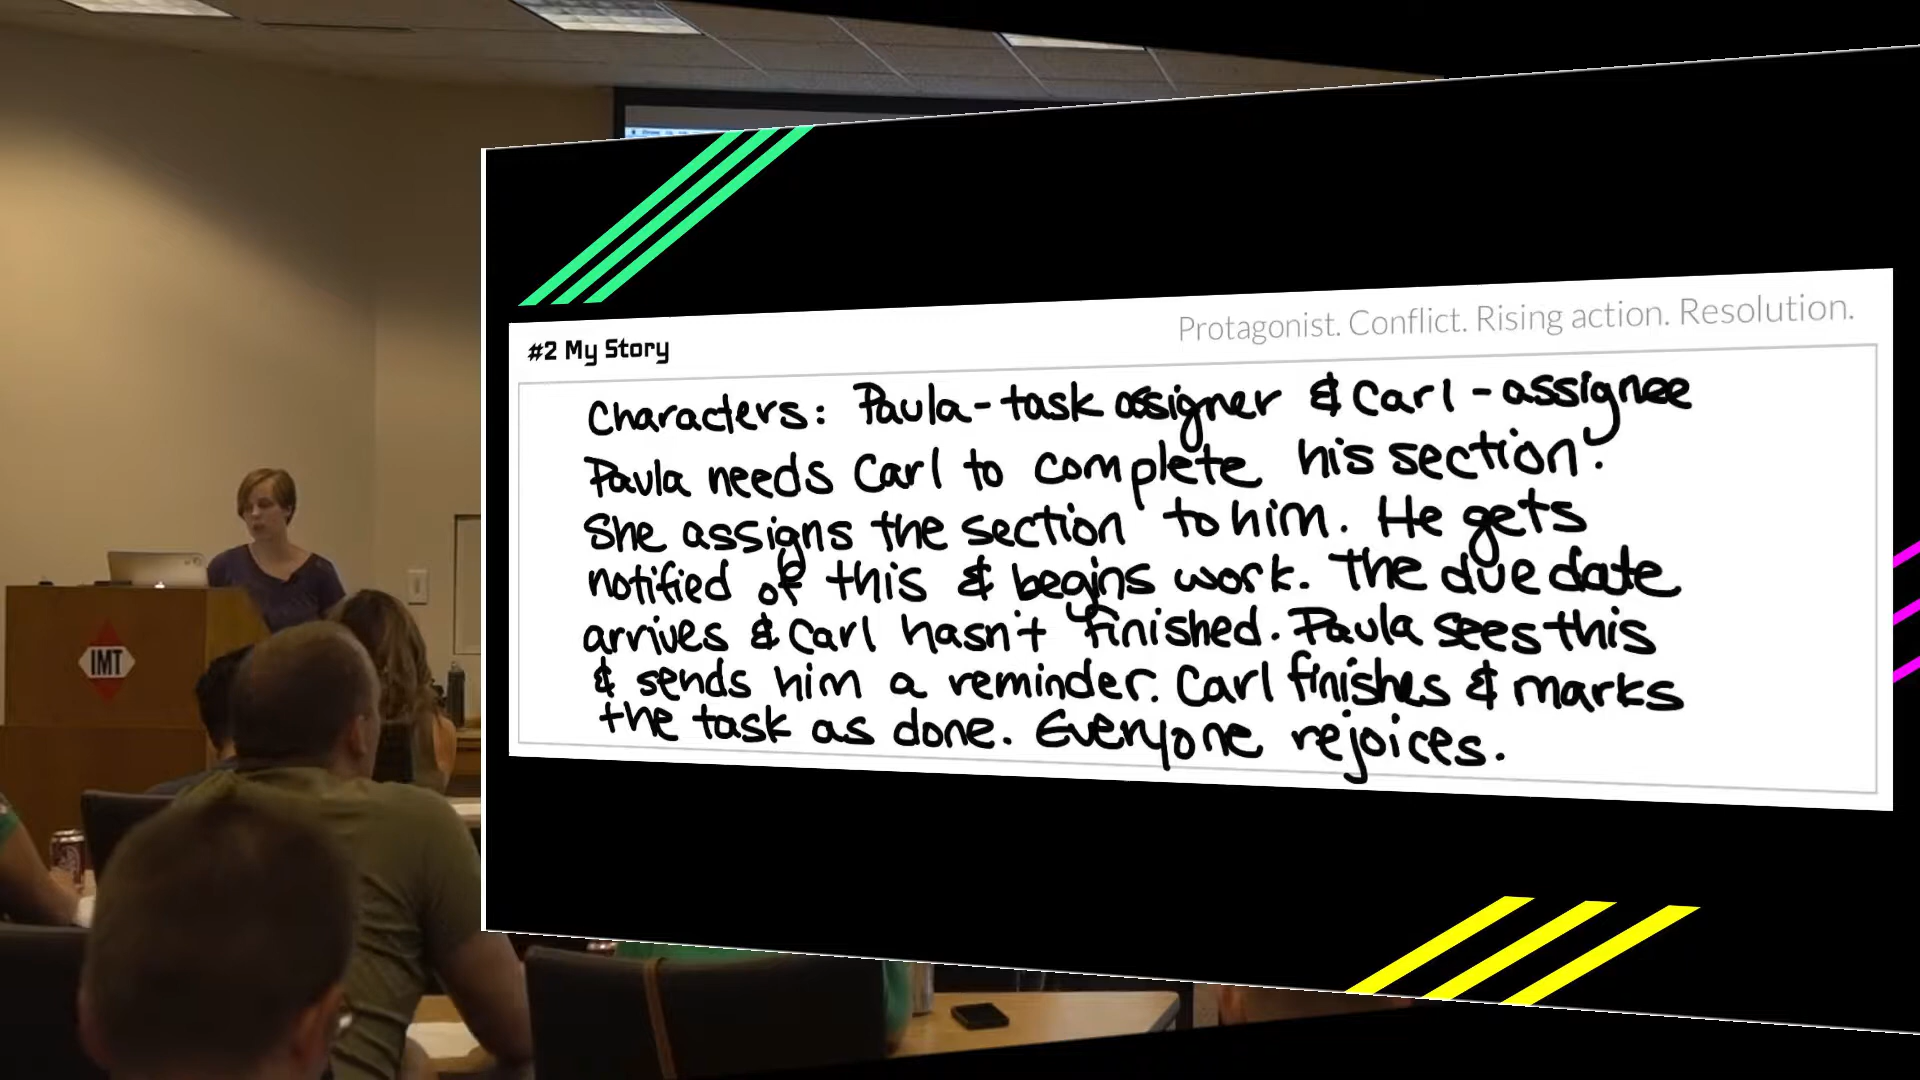 Protagonist. Conflict. Rising action. Resolution.
#2 My Story
Characters: Paula-task assigner & Carl-assignee
Paula needs Carl to complete his section.
She assigns the section to him. He gets
notified of this & begins work. The due date
arrives & Carl hasn't finished. Paula sees this
& sends him a reminder. Carl finishes & marks
the task as done. Everyone rejoices.
IMT